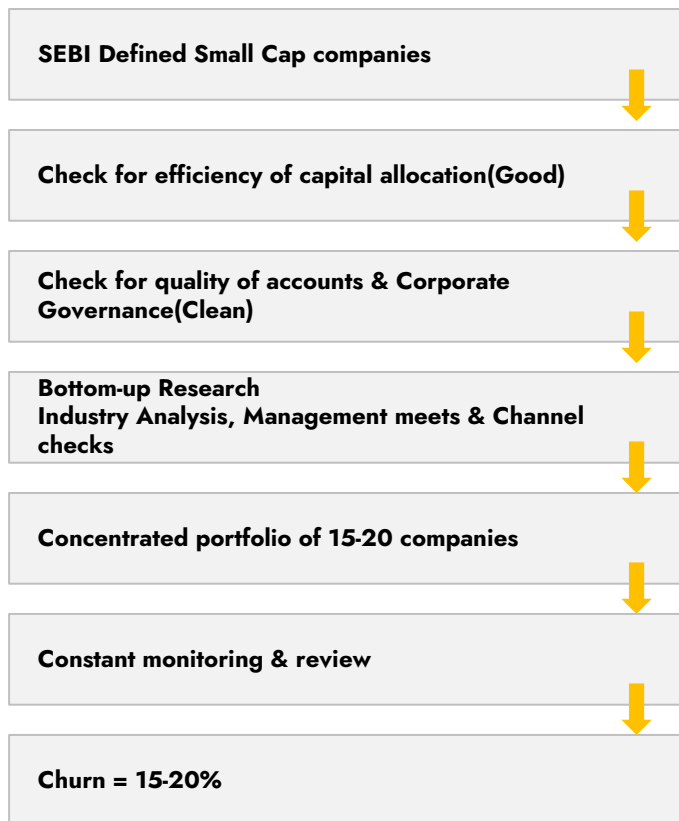 SEBI Defined Small Cap companies
Check for efficiency of capital allocation(Good)
Check for quality of accounts & Corporate
Governance(Clean)
Bottom-up Research
Industry Analysis, Management meets & Channel
checks
Concentrated portfolio of 15-20 companies
Constant monitoring & review
Churn = 15-20%